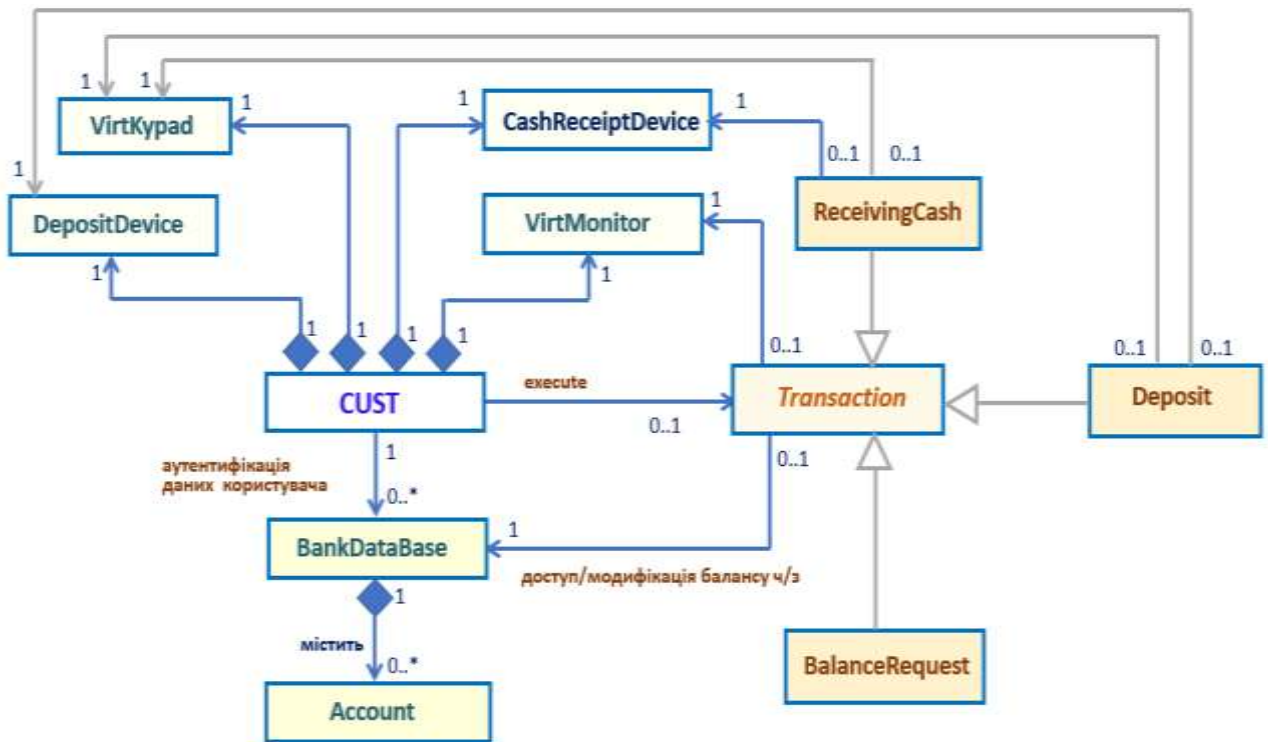 1
1
1
VirtKypad
1
1
CashReceiptDevice
1
0..1
0..1
1
DepositDevice
VirtMonitor
1
ReceivingCash
1
1
1
1
1
1
0..1
0..1
0..1
CUST
execute
0..1
Transaction
Deposit
1
0..1
аутентифікація
даних користувача
0..*
BankDataBase
1
доступ/модифікація балансу ч/з
1
містить
0..*
BalanceRequest
Account